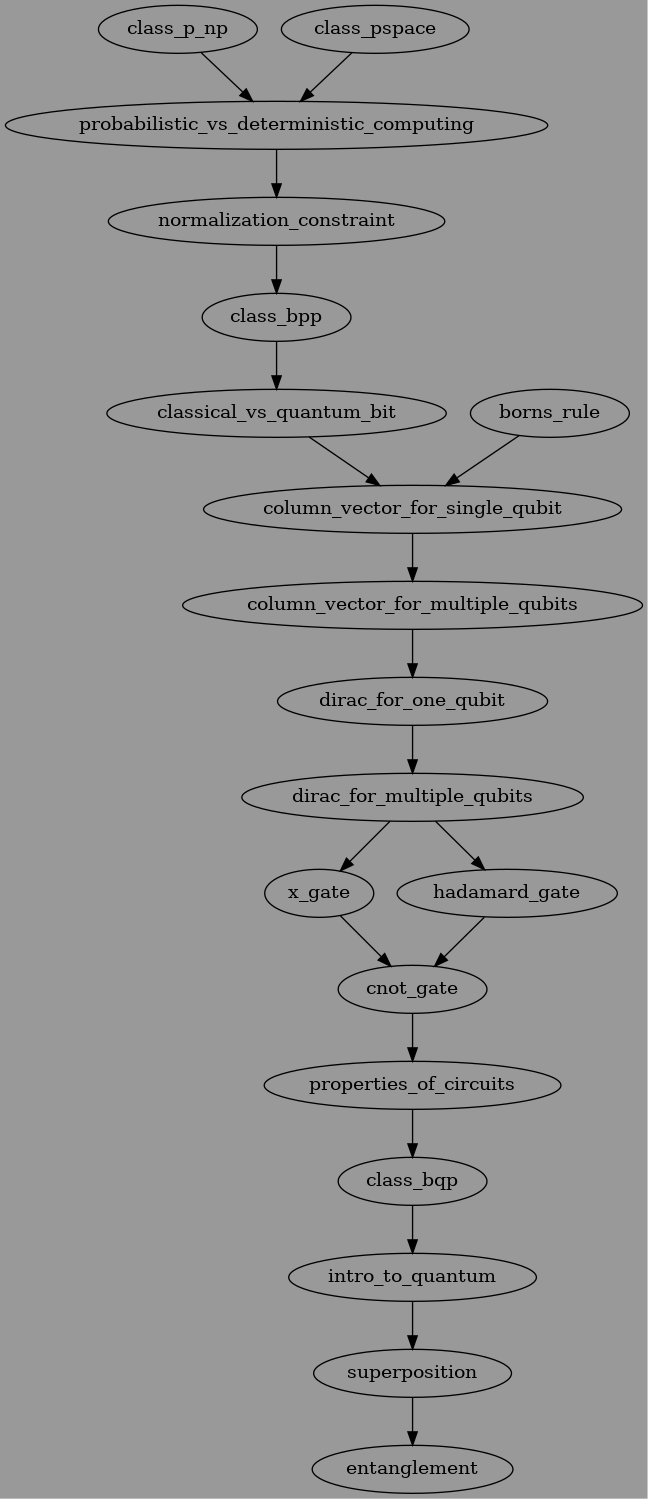 class_p_np
class_pspace
probabilistic_vs_deterministic_computing
normalization_constraint
class_bpp
classical_vs_quantum_bit
borns_rule
column_vector_for_single_qubit
column_vector_for_multiple_qubits
dirac_for_one_qubit
dirac_for_multiple_qubits
x_gate
hadamard_gate
cnot_gate
properties_of_circuits
class_bqp
intro_to_quantum
superposition
entanglement